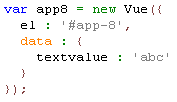 var app8 = new Vue({
  el : '#app-8',
  data : {
    textvalue : 'abc'
  }
});